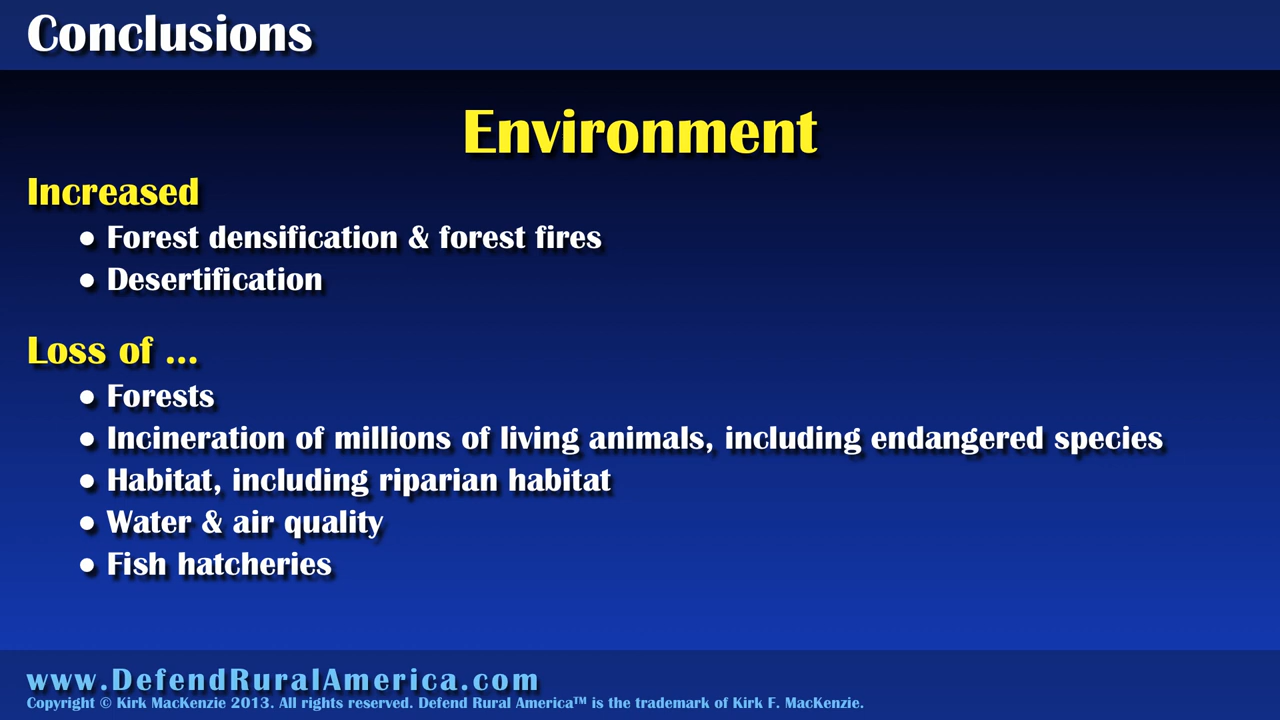 Conclusions
Environment
Increased
● Forest densification & forest fires
● Desertification
Loss of ...
● Forests
● Incineration of millions of living animals, including endangered species
● Habitat, including riparian habitat
● Water & air quality
● Fish hatcheries
www.DefendRuralAmerica.com
Copyright © Kirk MacKenzie 2013. All rights reserved. Defend Rural America™ is the trademark of Kirk F. MacKenzie.